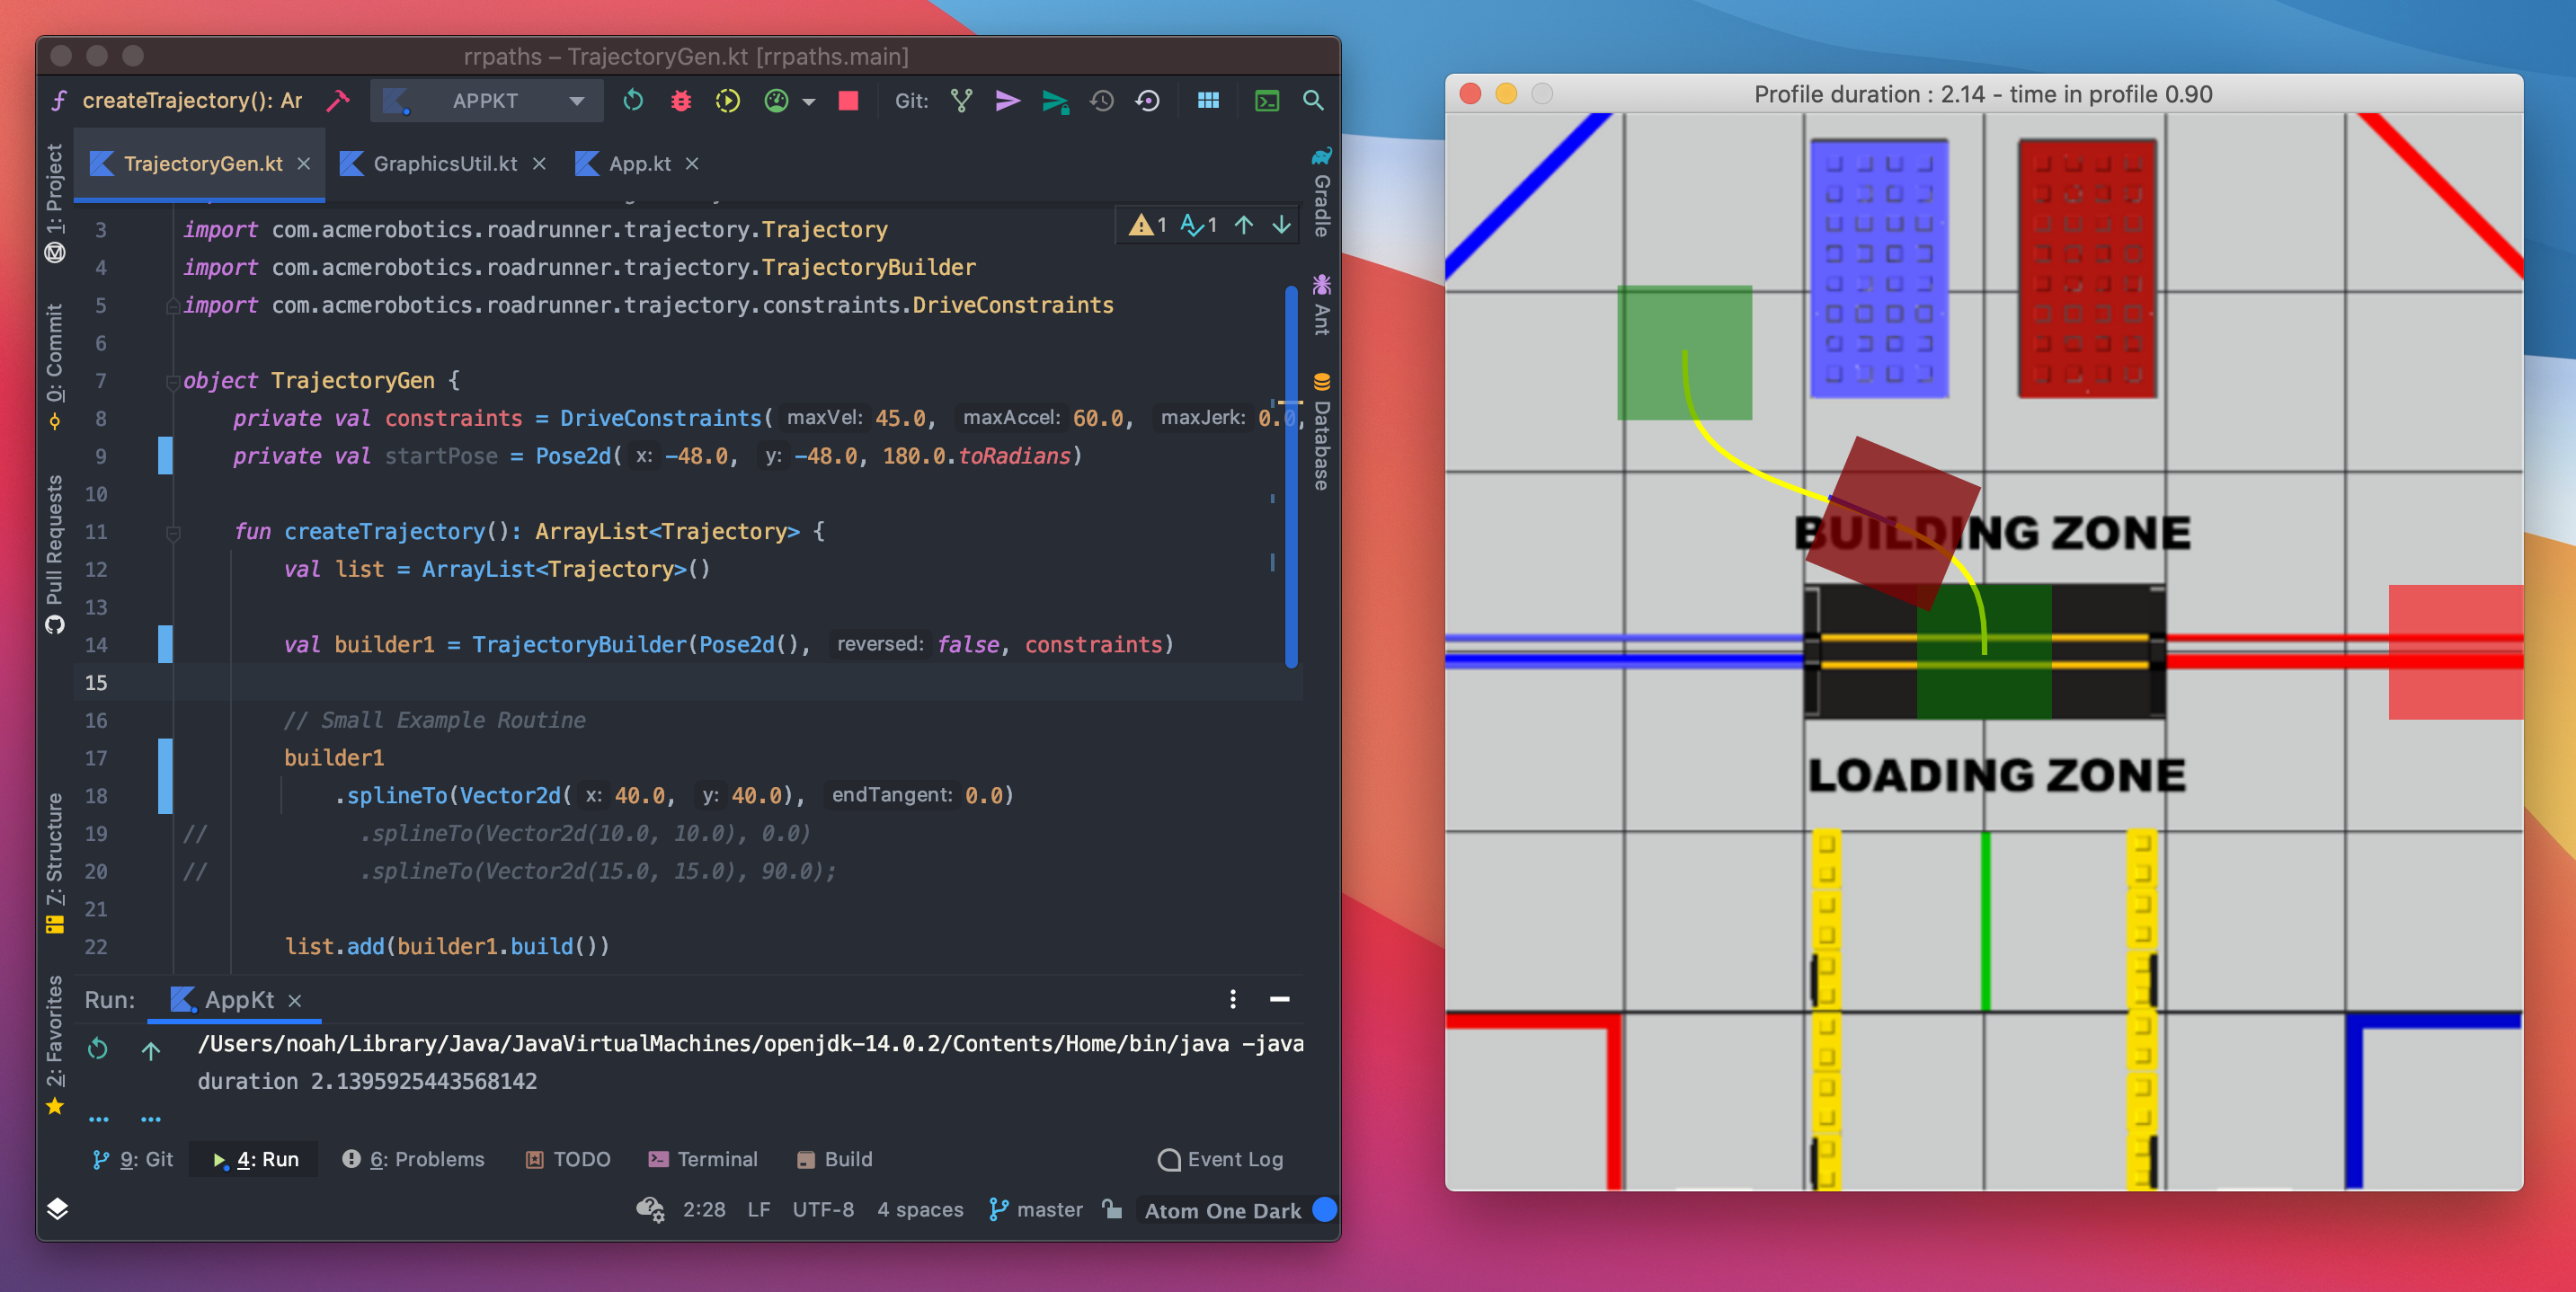 rrpaths – TrajectoryGen.kt [rrpaths.main]
createTrajectory(): Ar
APPKT
Git:
TrajectoryGen.kt
GraphicsUtil.kt
App.kt
1: Project
0: Commit
Pull Requests
7: Structure
2: Favorites
3 import com.acmerobotics.roadrunner.trajectory.Trajectory
4 import com.acmerobotics.roadrunner.trajectory.TrajectoryBuilder
5 import com.acmerobotics.roadrunner.trajectory.constraints.DriveConstraints
6
7 object TrajectoryGen {
8 private val constraints = DriveConstraints( maxVel: 45.0, maxAccel: 60.0, maxJerk: 0.0,
9 private val startPose = Pose2d( x: -48.0, y: -48.0, 180.0.toRadians)
10
11 fun createTrajectory(): ArrayList<Trajectory> {
12 val list = ArrayList<Trajectory>()
13
14 val builder1 = TrajectoryBuilder(Pose2d(), reversed: false, constraints)
15
16 // Small Example Routine
17 builder1
18 .splineTo(Vector2d( x: 40.0, y: 40.0), endTangent: 0.0)
19 // .splineTo(Vector2d(10.0, 10.0), 0.0)
20 // .splineTo(Vector2d(15.0, 15.0), 90.0);
21
22 list.add(builder1.build())
1 1
Gradle
Ant
Database
Run: AppKt
/Users/noah/Library/Java/JavaVirtualMachines/openjdk-14.0.2/Contents/Home/bin/java -java
duration 2.1395925443568142
9: Git
4: Run
6: Problems
TODO
Terminal
Build
Event Log
2:28 LF UTF-8 4 spaces master Atom One Dark
Profile duration : 2.14 - time in profile 0.90
BUILDING ZONE
LOADING ZONE